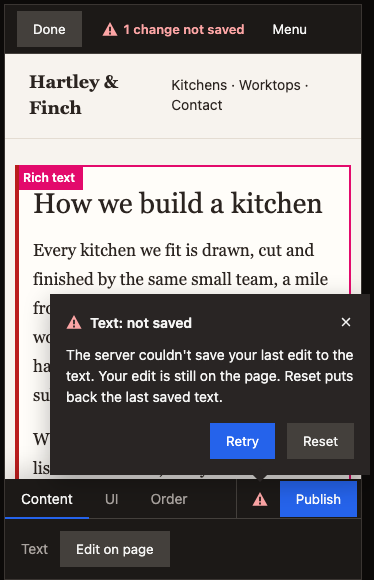 Done
1 change not saved
Menu
Hartley &
Finch
Kitchens · Worktops ·
Contact
Rich text
How we build a kitchen
Every kitchen we fit is drawn, cut and
finished by the same small team, a mile
Text: not saved
The server couldn't save your last edit to the
text. Your edit is still on the page. Reset puts
back the last saved text.
Retry
Reset
Content
UI
Order
Publish
Text
Edit on page